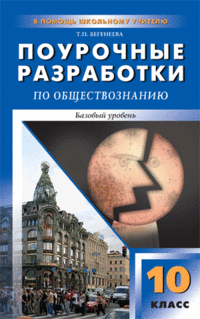 В ПОМОЩЬ ШКОЛЬНОМУ УЧИТЕЛЮ
Т.П. БЕГЕНЕЕВА
ПОУРОЧНЫЕ
РАЗРАБОТКИ
ПО ОБЩЕСТВОЗНАНИЮ
Базовый уровень
10
КЛАСС